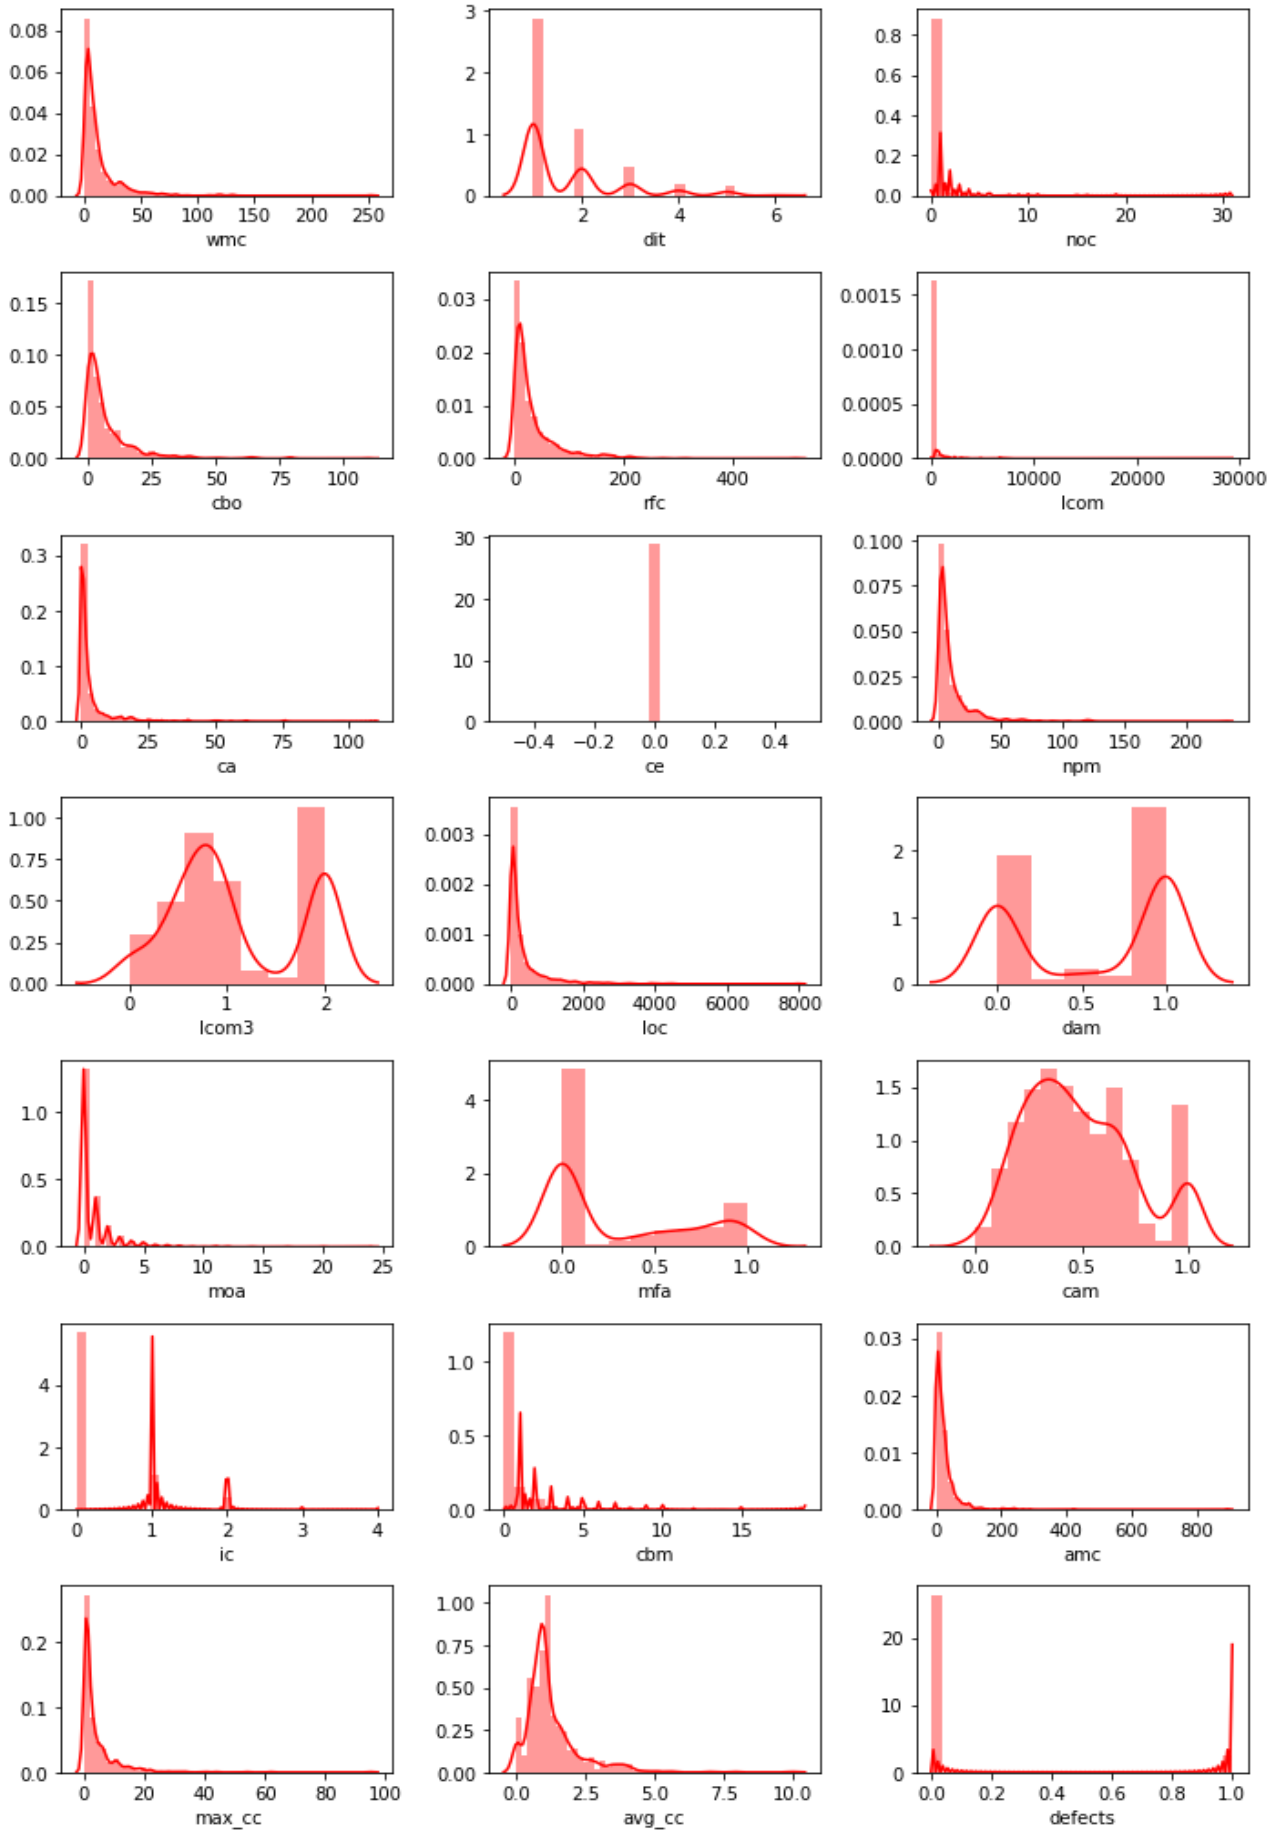 0.08
0.06
0.04
0.02
0.00
0 50 100 150 200 250
wmc
3
2
1
0
2 4 6
dit
0.8
0.6
0.4
0.2
0.0
0 10 20 30
noc
0.15
0.10
0.05
0.00
0 25 50 75 100
cbo
0.03
0.02
0.01
0.00
0 200 400
rfc
0.0015
0.0010
0.0005
0.0000
0 10000 20000 30000
lcom
0.3
0.2
0.1
0.0
0 25 50 75 100
ca
30
20
10
0
−0.4 −0.2 0.0 0.2 0.4
ce
0.100
0.075
0.050
0.025
0.000
0 50 100 150 200
npm
1.00
0.75
0.50
0.25
0.00
0 1 2
lcom3
0.003
0.002
0.001
0.000
0 2000 4000 6000 8000
loc
2
1
0
0.0 0.5 1.0
dam
1.0
0.5
0.0
0 5 10 15 20 25
moa
4
2
0
0.0 0.5 1.0
mfa
1.5
1.0
0.5
0.0
0.0 0.5 1.0
cam
4
2
0
0 1 2 3 4
ic
1.0
0.5
0.0
0 5 10 15
cbm
0.03
0.02
0.01
0.00
0 200 400 600 800
amc
0.2
0.1
0.0
0 20 40 60 80 100
max_cc
1.00
0.75
0.50
0.25
0.00
0.0 2.5 5.0 7.5 10.0
avg_cc
20
10
0
0.0 0.2 0.4 0.6 0.8 1.0
defects